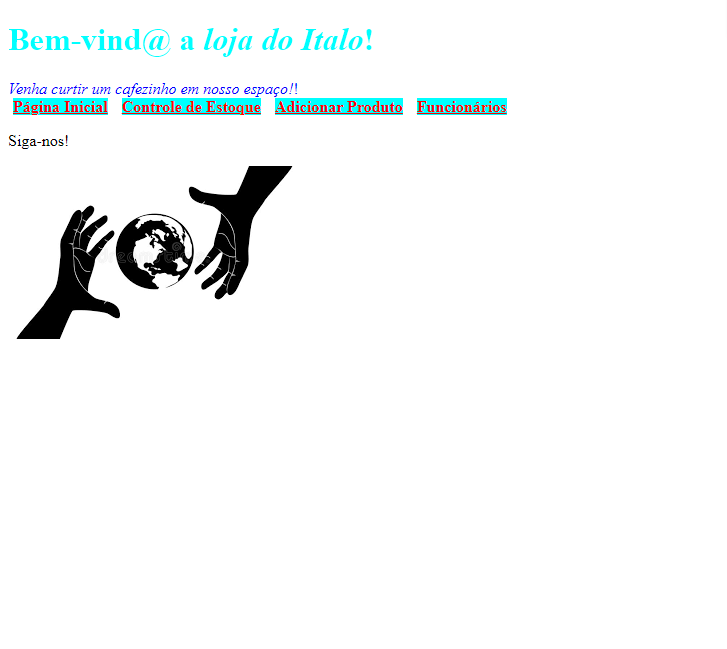 Bem-vind@ a loja do Italo!
Venha curtir um cafezinho em nosso espaço!!
Página Inicial Controle de Estoque Adicionar Produto Funcionários
Siga-nos!